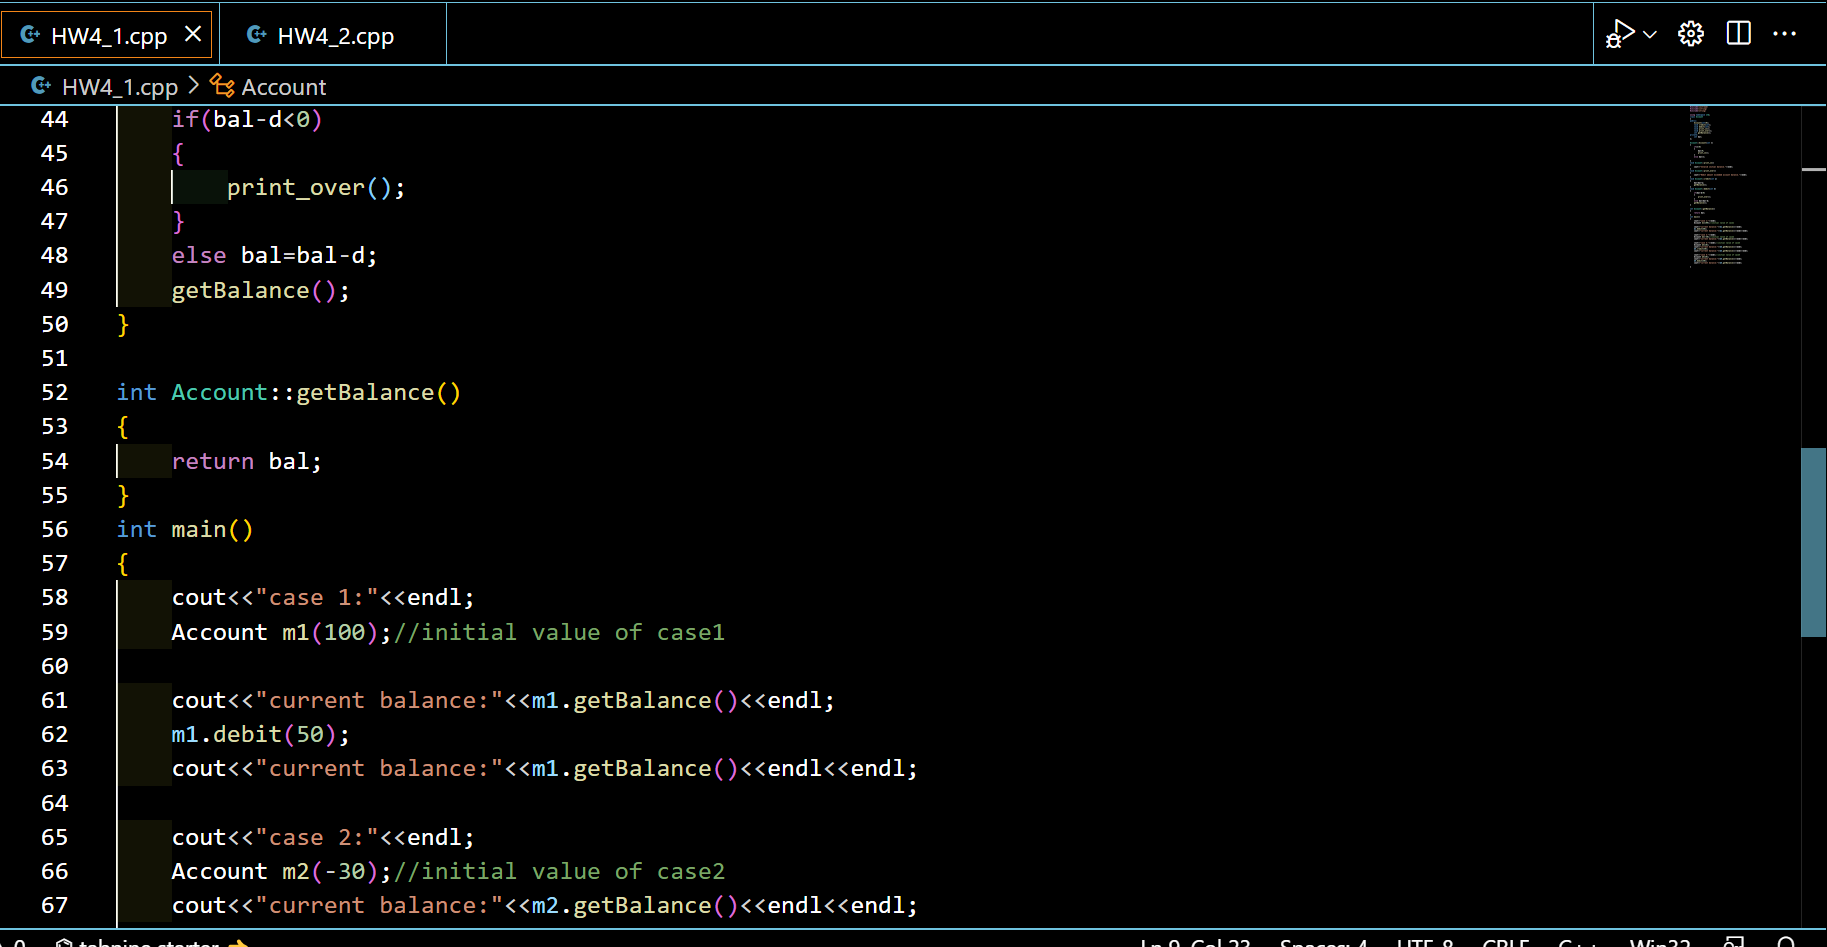 HW4_1.cpp
HW4_2.cpp
HW4_1.cpp > Account
44 if(bal-d<0)
45 {
46 print_over();
47 }
48 else bal=bal-d;
49 getBalance();
50 }
51
52 int Account::getBalance()
53 {
54 return bal;
55 }
56 int main()
57 {
58 cout<<"case 1:"<<endl;
59 Account m1(100);//initial value of case1
60
61 cout<<"current balance:"<<m1.getBalance()<<endl;
62 m1.debit(50);
63 cout<<"current balance:"<<m1.getBalance()<<endl<<endl;
64
65 cout<<"case 2:"<<endl;
66 Account m2(-30);//initial value of case2
67 cout<<"current balance:"<<m2.getBalance()<<endl<<endl;
0 tabnine starter Ln 9, Col 23 Spaces: 4 UTF-8 CRLF C++ Win32